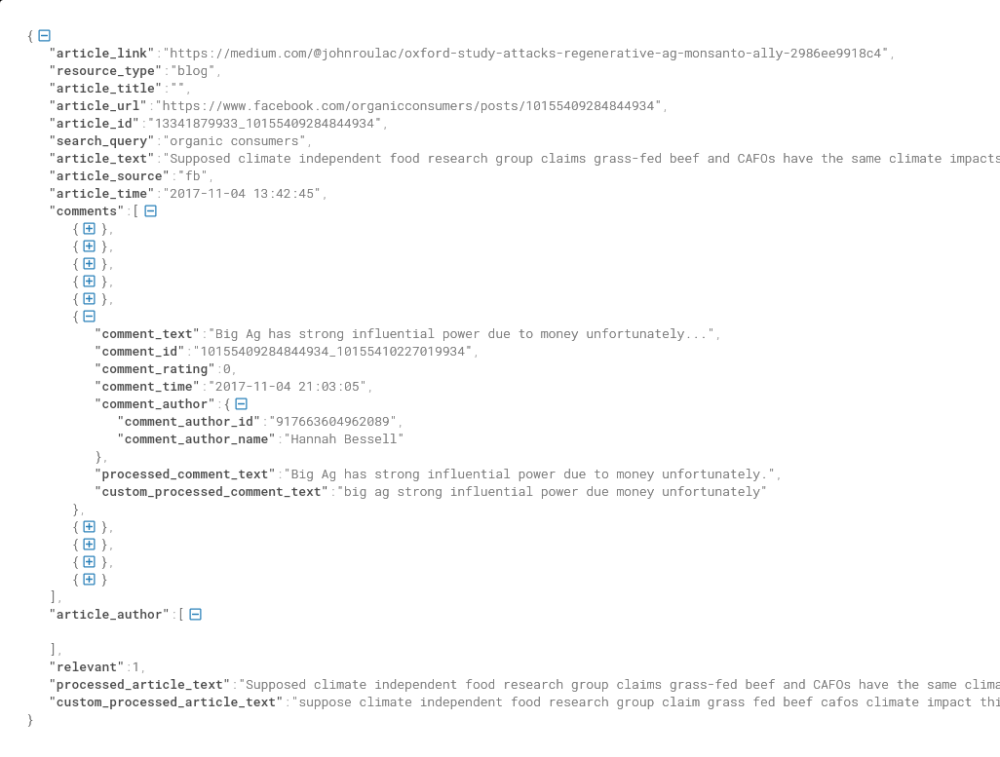 {
"article_link":"https://medium.com/@johnroulac/oxford-study-attacks-regenerative-ag-monsanto-ally-2986ee9918c4",
"resource_type":"blog",
"article_title":"",
"article_url":"https://www.facebook.com/organicconsumers/posts/10155409284844934",
"article_id":"13341879933_10155409284844934",
"search_query":"organic consumers",
"article_text":"Supposed climate independent food research group claims grass-fed beef and CAFOs have the same climate impacts
"article_source":"fb",
"article_time":"2017-11-04 13:42:45",
"comments":[
{ },
{ },
{ },
{ },
{ },
{
"comment_text":"Big Ag has strong influential power due to money unfortunately...",
"comment_id":"10155409284844934_10155410227019934",
"comment_rating":0,
"comment_time":"2017-11-04 21:03:05",
"comment_author":{
"comment_author_id":"917663604962089",
"comment_author_name":"Hannah Bessell"
},
"processed_comment_text":"Big Ag has strong influential power due to money unfortunately.",
"custom_processed_comment_text":"big ag strong influential power due money unfortunately"
},
{ },
{ },
{ },
{ }
],
"article_author":[
],
"relevant":1,
"processed_article_text":"Supposed climate independent food research group claims grass-fed beef and CAFOs have the same clima
"custom_processed_article_text":"suppose climate independent food research group claim grass fed beef cafos climate impact thi
}